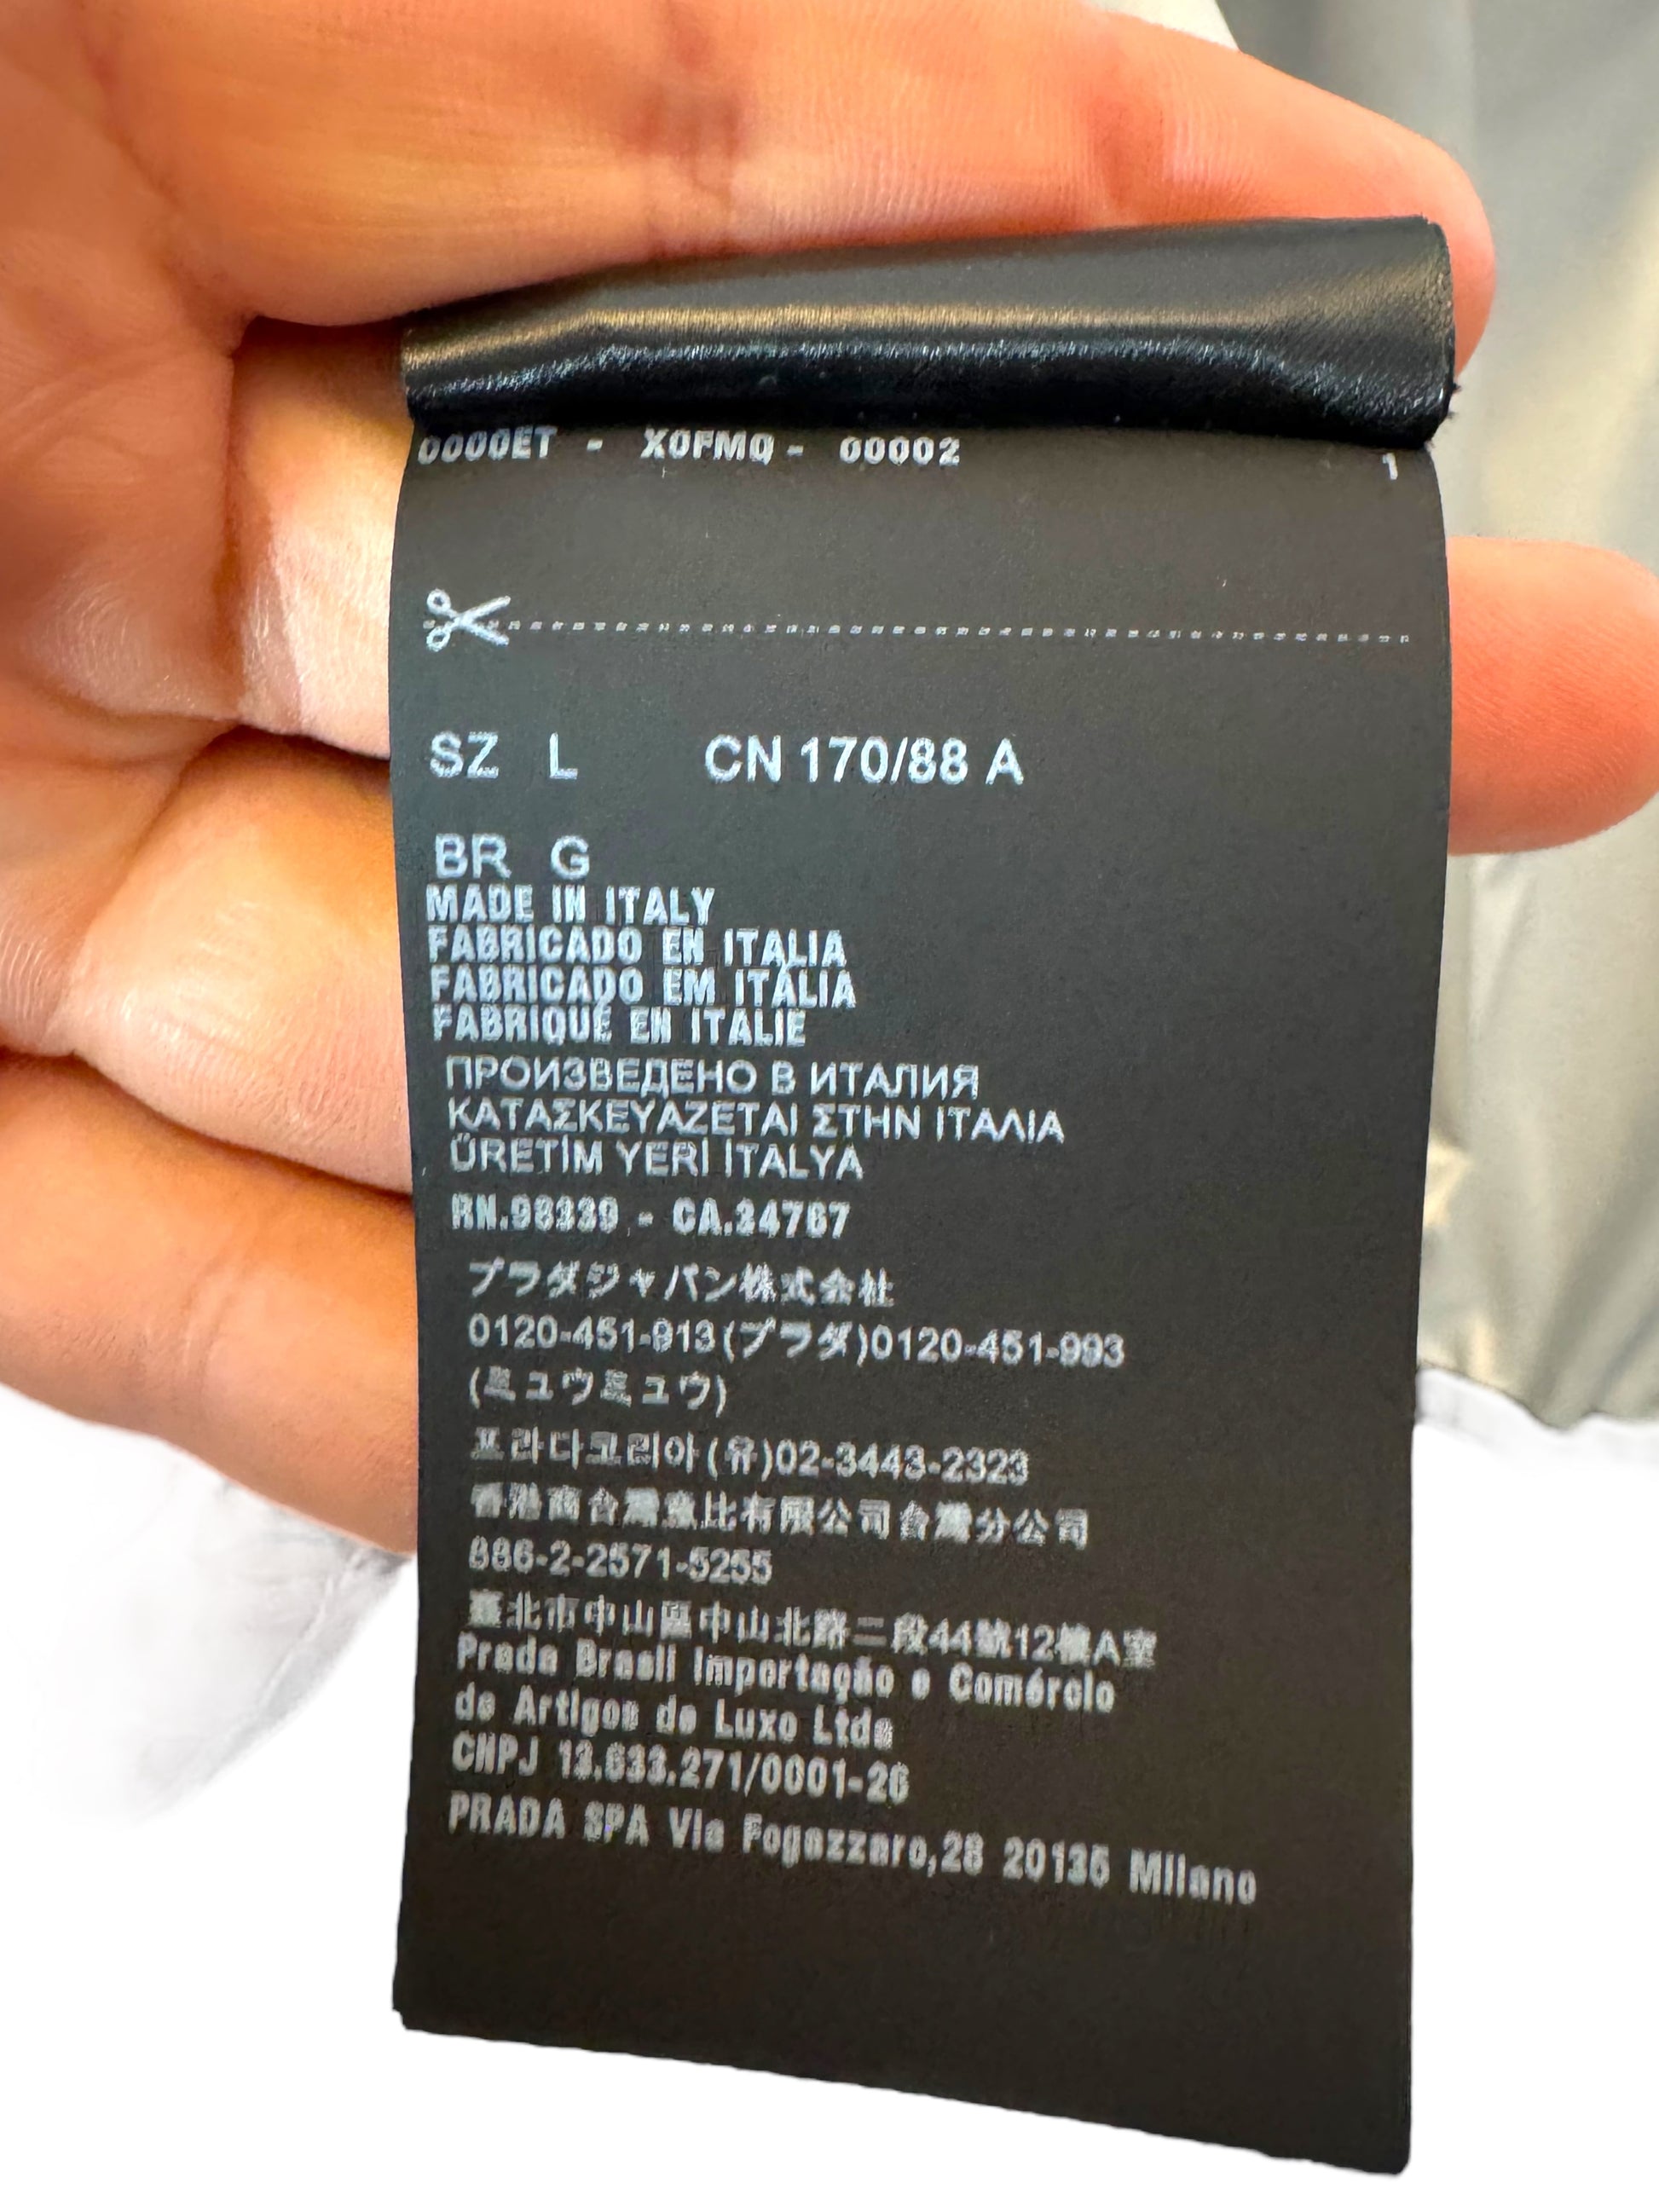 0000ET - X0FMQ - 00002 1
SZ L CN 170/88 A
BR G
MADE IN ITALY
FABRICADO EN ITALIA
FABRICADO EM ITÁLIA
FABRIQUÉ EN ITALIE
ПРОИЗВЕДЕНО В ИТАЛИЯ
ΚΑΤΑΣΚΕΥΑΖΕΤΑΙ ΣΤΗΝ ΙΤΑΛΙΑ
ÜRETİM YERİ İTALYA
RN.98339 - CA.34767
プラダジャパン株式会社
0120-451-913(プラダ)0120-451-993
(ミュウミュウ)
프라다코리아(유)02-3443-2323
香港商台灣 比有限公司台灣分公司
886-2-2571-5255
臺北市中山區中山北路二段44號12樓A室
Prada Brasil Importação e Comércio
de Artigos de Luxo Ltda
CNPJ 13.633.271/0001-26
PRADA SPA Via Fogazzaro,28 20135 Milano